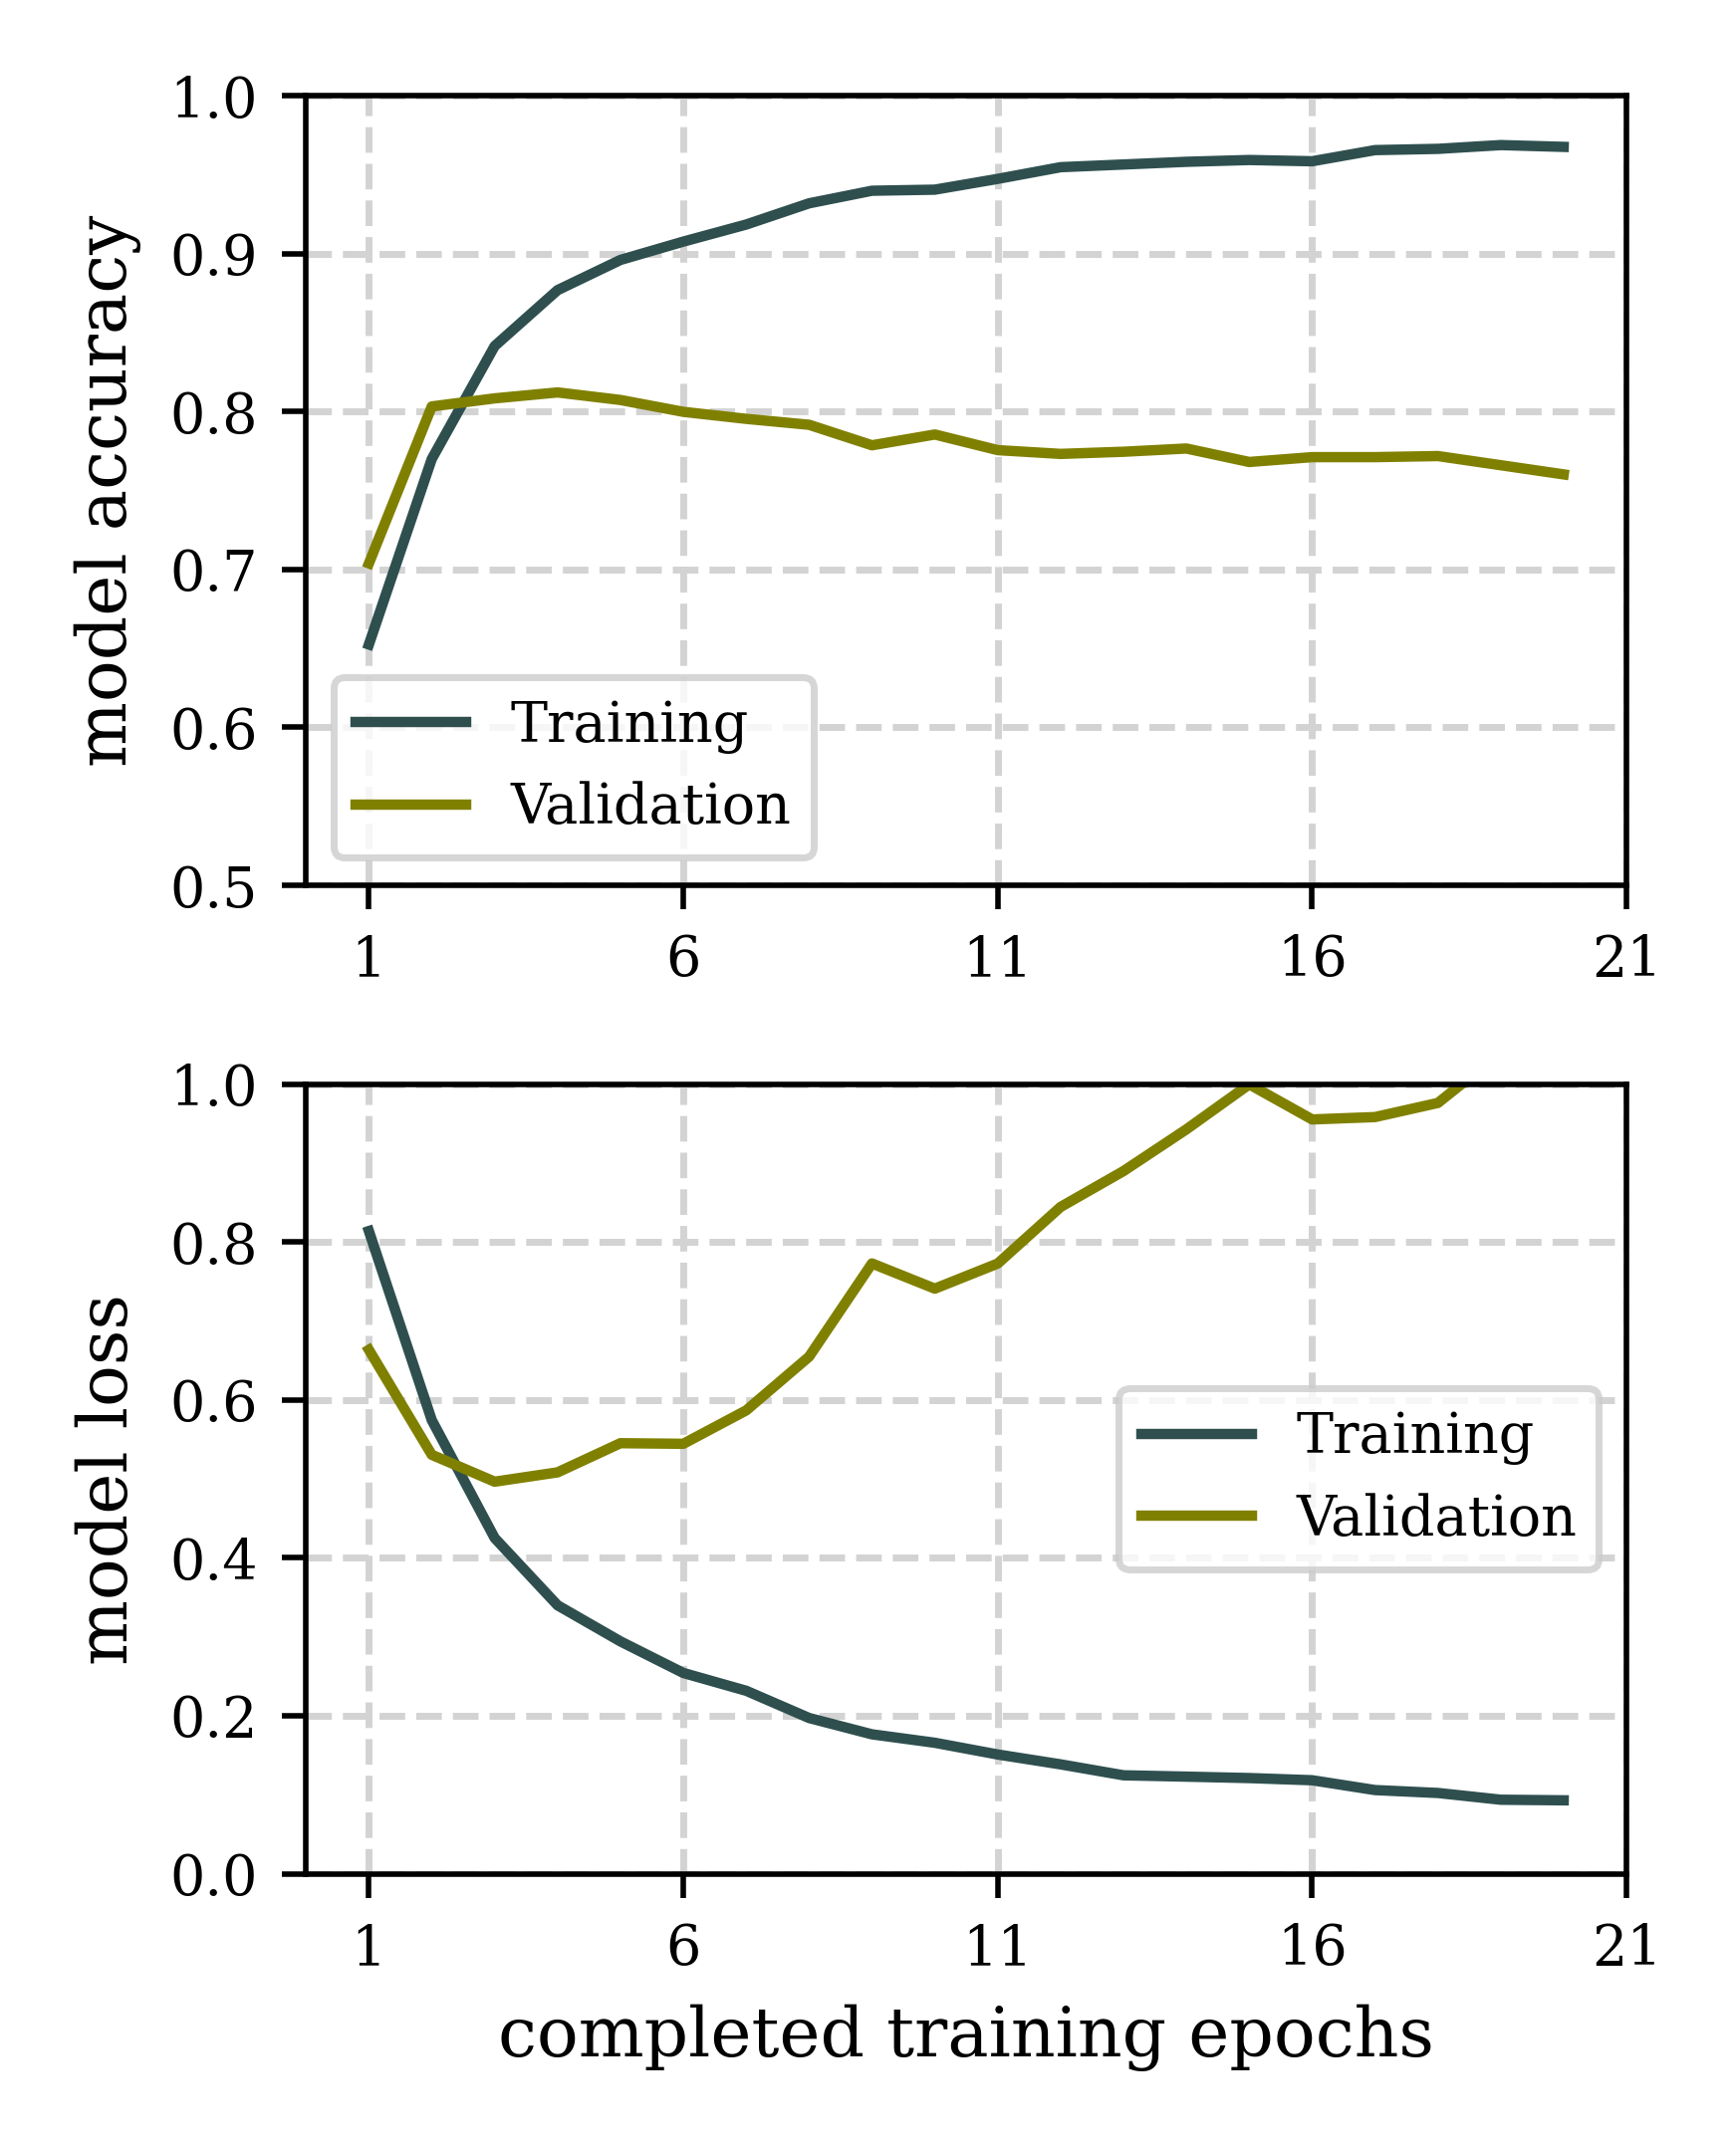 model accuracy
1.0
0.9
0.8
0.7
0.6
0.5
Training
Validation
1 6 11 16 21
model loss
1.0
0.8
0.6
0.4
0.2
0.0
Training
Validation
1 6 11 16 21
completed training epochs